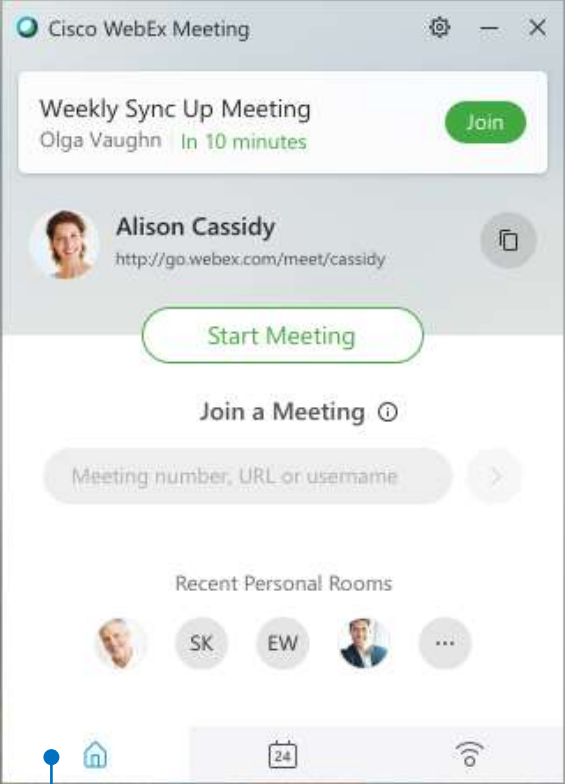 Cisco WebEx Meeting
Weekly Sync Up Meeting
Join
Olga Vaughn | In 10 minutes
Alison Cassidy
http://go.webex.com/meet/cassidy
Start Meeting
Join a Meeting
Meeting number, URL or username
Recent Personal Rooms
SK EW ...
24